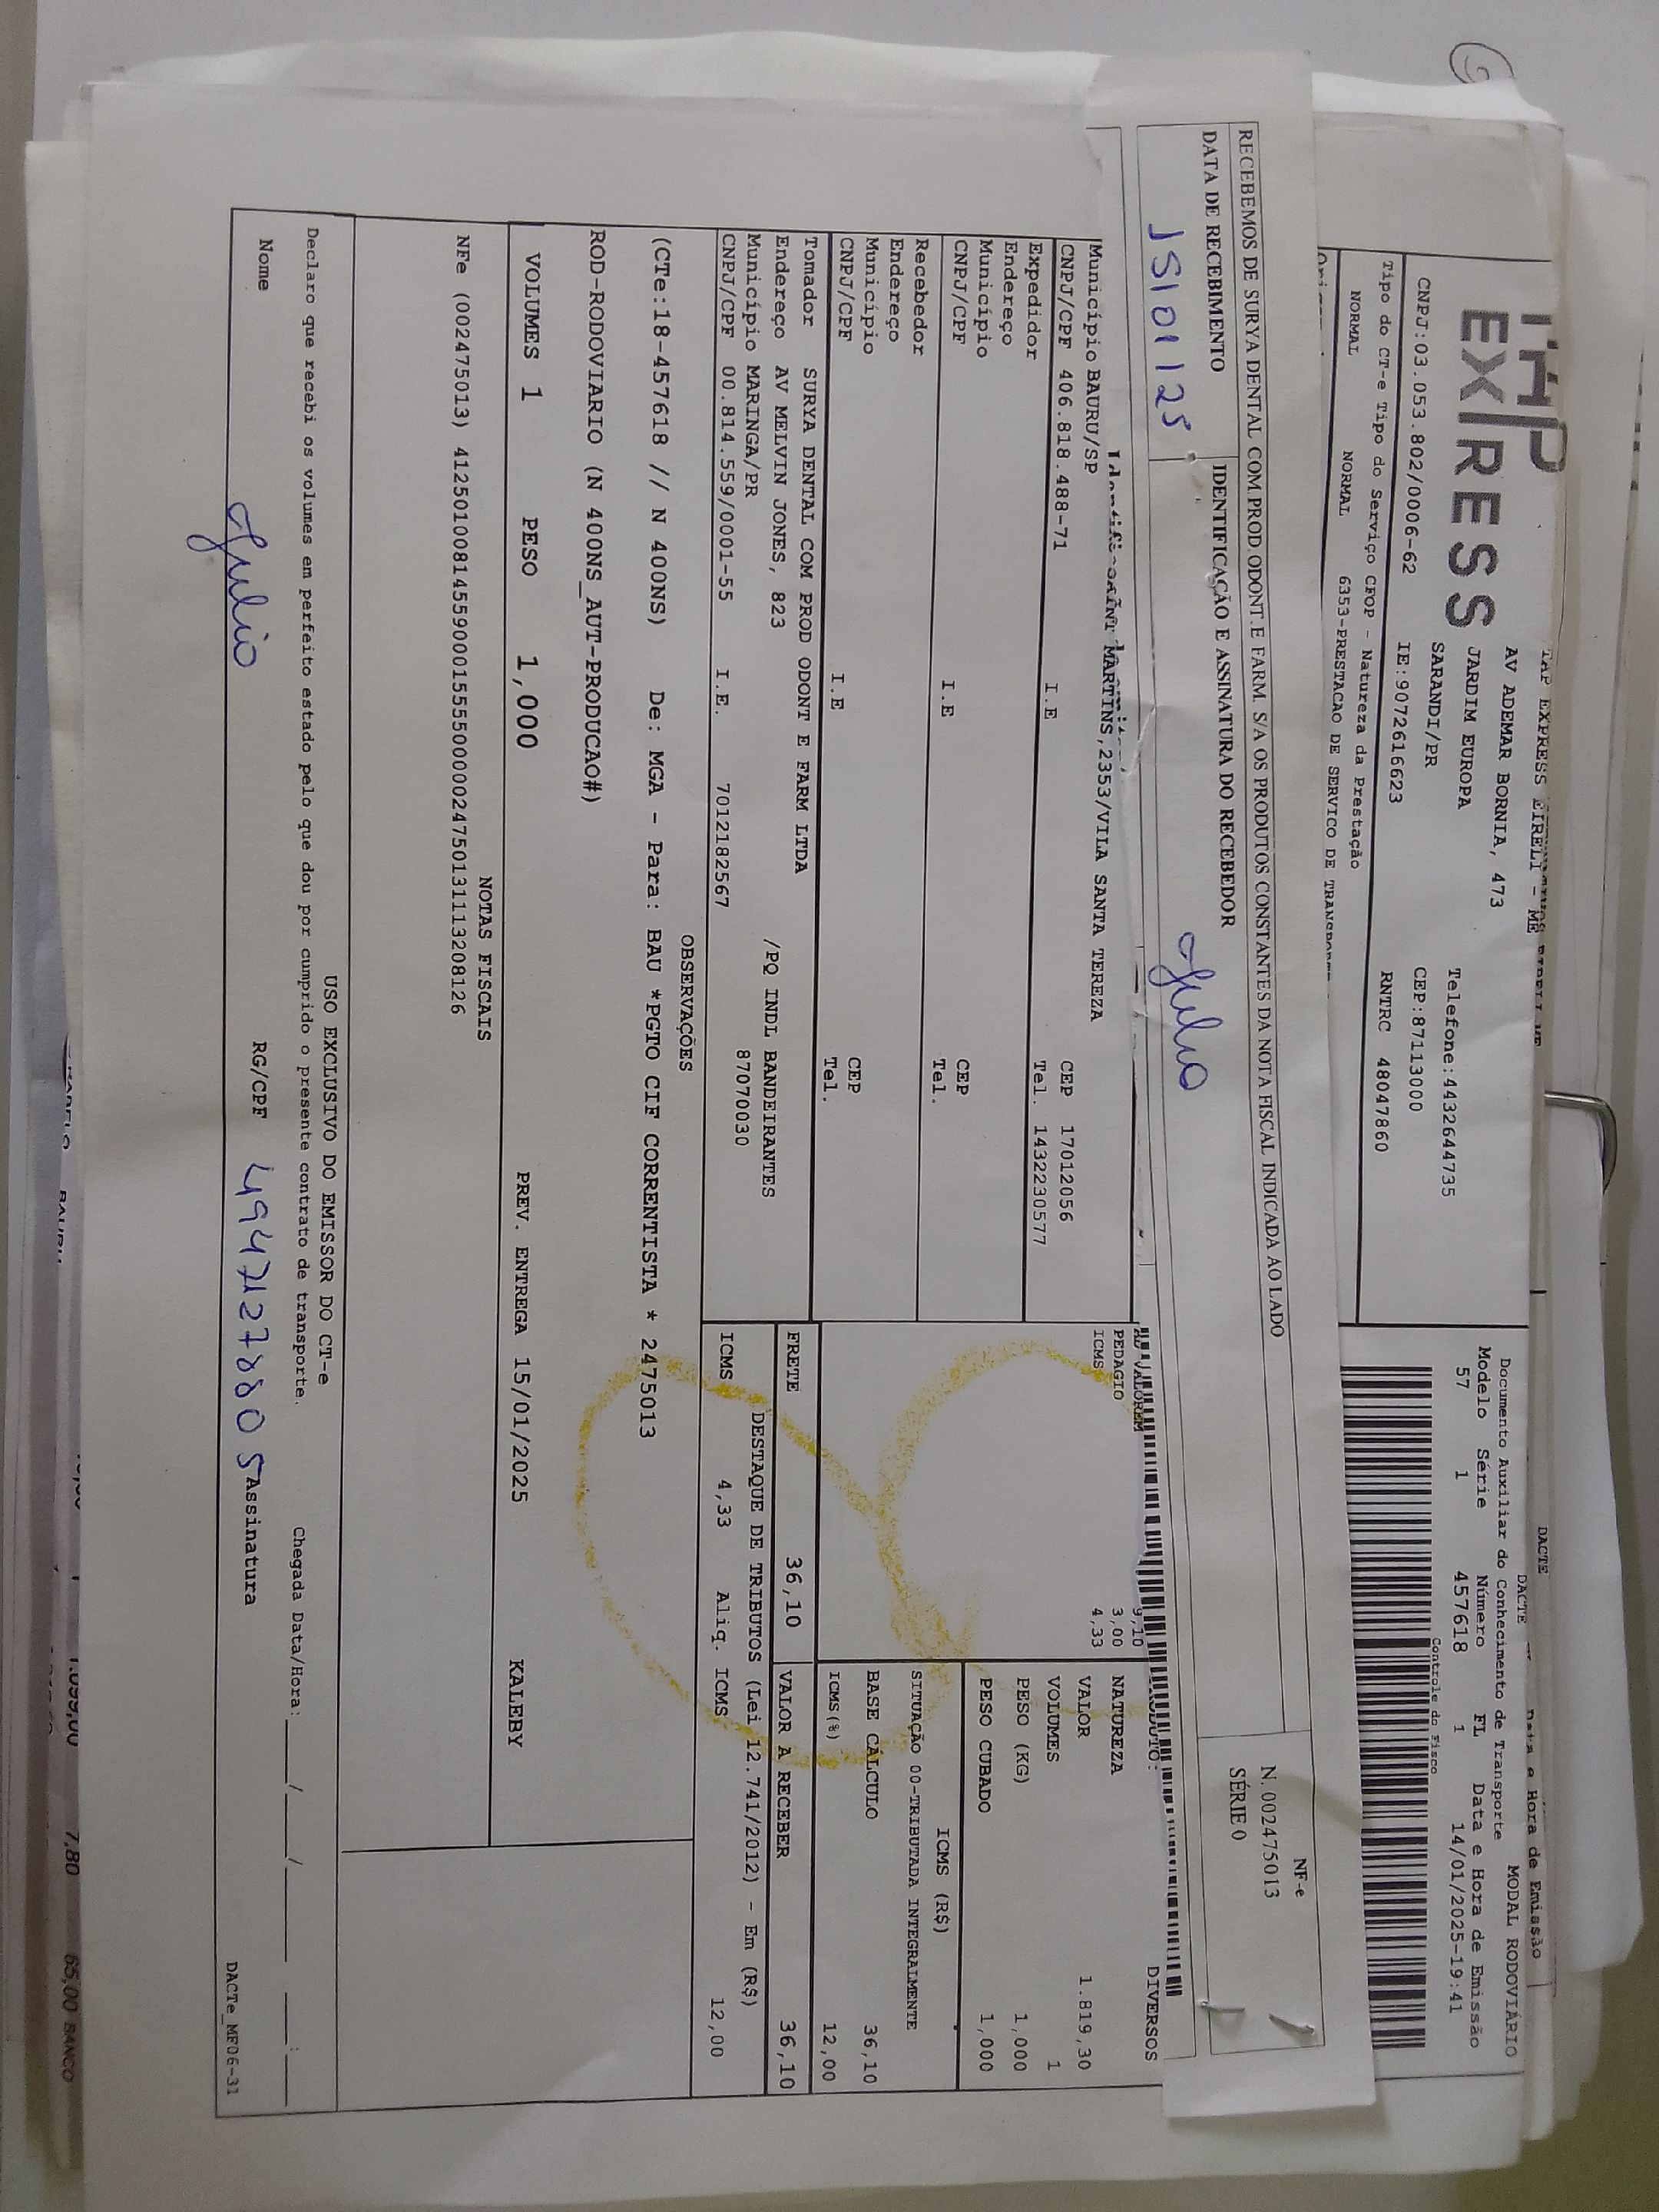 EXPRESS
TAP EXPRESS EIRELI - ME
AV ADEMAR BORNIA, 473
JARDIM EUROPA
SARANDI/PR
Telefone:4432644735
CEP:87113000
CNPJ:03.053.802/0006-62
IE:9072616623
RNTRC 48047860
Tipo do CT-e Tipo do Serviço CFOP - Natureza da Prestação
NORMAL NORMAL 6353-PRESTACAO DE SERVICO DE TRANSPORTE
DACTE
DACTE
MODAL RODOVIÁRIO
Documento Auxiliar do Conhecimento de Transporte
Modelo Série Número FL Data e Hora de Emissão
57 1 457618 1 14/01/2025-19:41
Controle do Fisco
RECEBEMOS DE SURYA DENTAL COM.PROD.ODONT.E FARM. S/A OS PRODUTOS CONSTANTES DA NOTA FISCAL INDICADA AO LADO
DATA DE RECEBIMENTO
IDENTIFICAÇÃO E ASSINATURA DO RECEBEDOR
15/01/25
Julio
NF-e
N. 002475013
SÉRIE 0
MARTINS,2353/VILA SANTA TEREZA
Município BAURU/SP
CEP 17012056
CNPJ/CPF 406.818.488-71 I.E Tel. 1432230577
Expedidor
Endereço
Município CEP
CNPJ/CPF I.E Tel.
Recebedor
Endereço
Município CEP
CNPJ/CPF I.E Tel.
Tomador SURYA DENTAL COM PROD ODONT E FARM LTDA
Endereço AV MELVIN JONES, 823 /PQ INDL BANDEIRANTES
Município MARINGA/PR 87070030
CNPJ/CPF 00.814.559/0001-55 I.E. 7012182567
AD VALOREM 9,10
PEDAGIO 3,00
ICMS 4,33
DIVERSOS
NATUREZA
VALOR 1.819,30
VOLUMES 1
PESO (KG) 1,000
PESO CUBADO 1,000
ICMS (R$)
SITUAÇÃO 00-TRIBUTADA INTEGRALMENTE
BASE CÁLCULO 36,10
ICMS(%) 12,00
FRETE 36,10 VALOR A RECEBER 36,10
DESTAQUE DE TRIBUTOS (Lei 12.741/2012) - Em (R$)
ICMS 4,33 Aliq. ICMS 12,00
OBSERVAÇÕES
(CTe:18-457618 // N 400NS) De: MGA - Para: BAU *PGTO CIF CORRENTISTA * 2475013
ROD-RODOVIARIO (N 400NS_AUT-PRODUCAO#)
VOLUMES 1 PESO 1,000 PREV. ENTREGA 15/01/2025 KALEBY
NOTAS FISCAIS
NFe (002475013) 41250100814559000155550000024750131113208126
USO EXCLUSIVO DO EMISSOR DO CT-e
Declaro que recebi os volumes em perfeito estado pelo que dou por cumprido o presente contrato de transporte. Chegada Data/Hora:____/____/______ ____:____
Nome Julio RG/CPF Assinatura
DACTe_MF06-31
7,80 65,00 BANCO